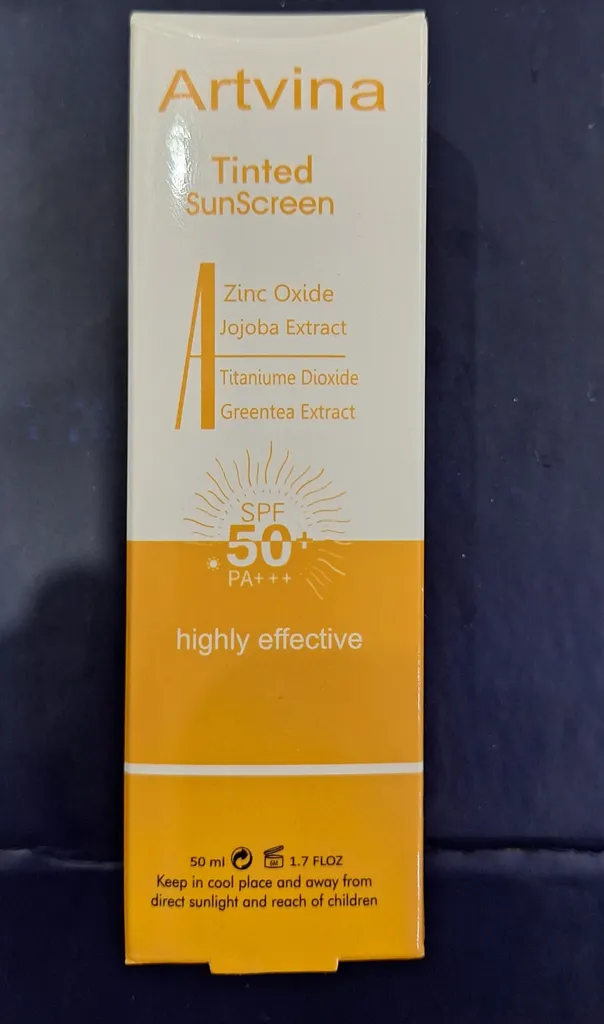 Artvina
Tinted
SunScreen
Zinc Oxide
Jojoba Extract
Titaniume Dioxide
Greentea Extract
SPF
50+
PA+++
highly effective
50 ml 1.7 FLOZ
Keep in cool place and away from
direct sunlight and reach of children